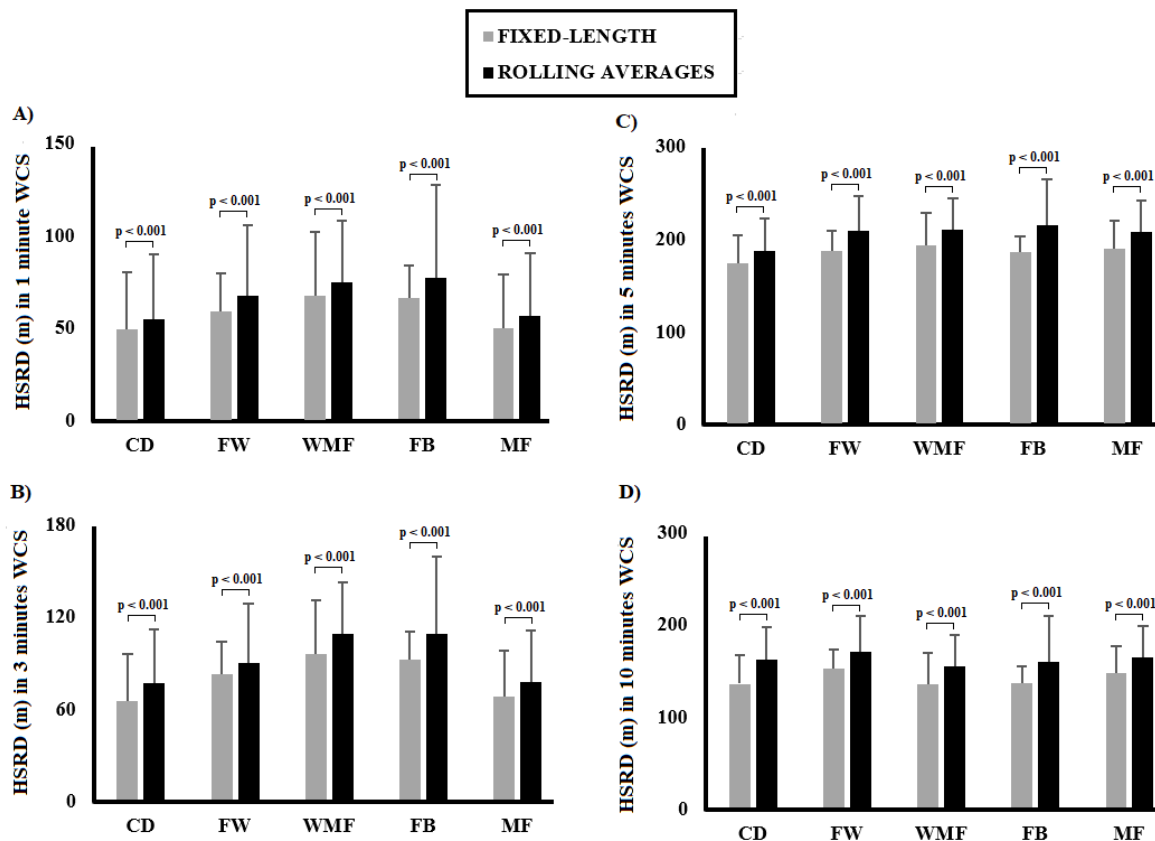 FIXED-LENGTH
ROLLING AVERAGES
A)
HSRD (m) in 1 minute WCS
150
100
50
0
p < 0.001
p < 0.001
p < 0.001
p < 0.001
p < 0.001
CD FW WMF FB MF
C)
HSRD (m) in 5 minutes WCS
300
200
100
0
p < 0.001
p < 0.001
p < 0.001
p < 0.001
p < 0.001
CD FW WMF FB MF
B)
HSRD (m) in 3 minutes WCS
180
120
60
0
p < 0.001
p < 0.001
p < 0.001
p < 0.001
p < 0.001
CD FW WMF FB MF
D)
HSRD (m) in 10 minutes WCS
300
200
100
0
p < 0.001
p < 0.001
p < 0.001
p < 0.001
p < 0.001
CD FW WMF FB MF